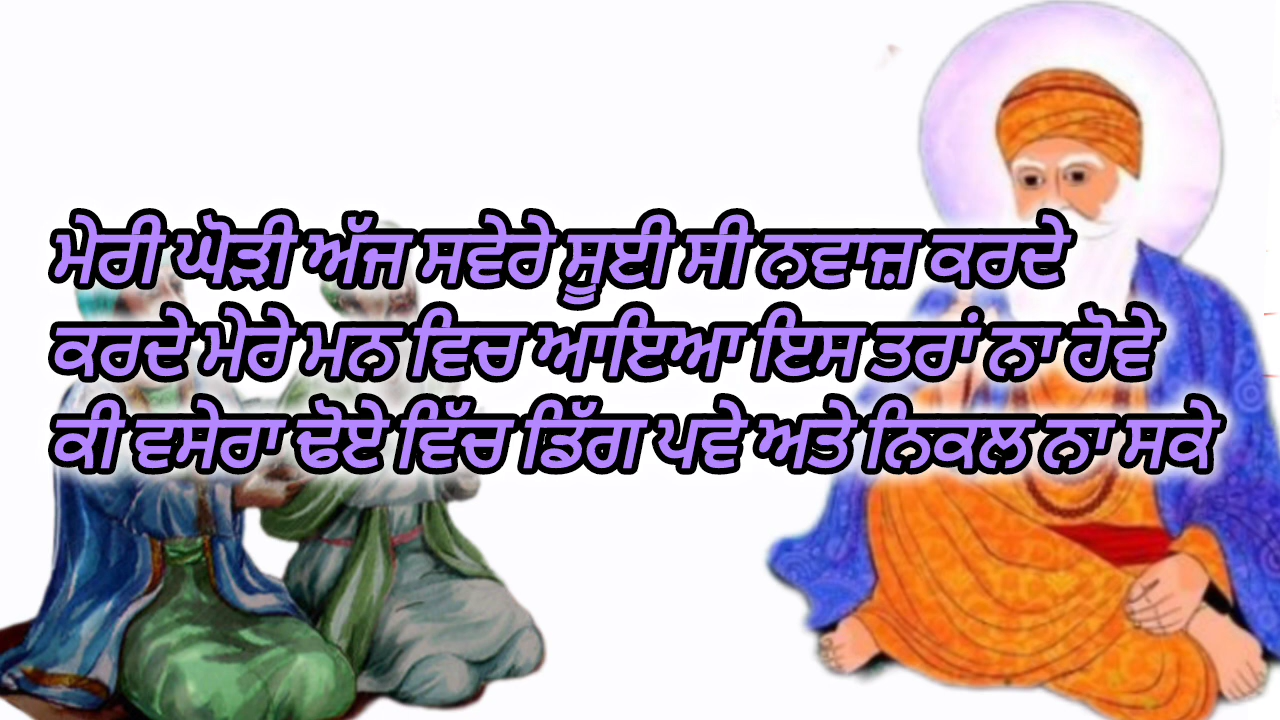 ਮੇਰੀ ਘੋੜੀ ਅੱਜ ਸਵੇਰੇ ਸੂਈ ਸੀ ਨਵਾਜ਼ ਕਰਦੇ
ਕਰਦੇ ਮੇਰੇ ਮਨ ਵਿਚ ਆਇਆ ਇਸ ਤਰਾਂ ਨਾ ਹੋਵੇ
ਕੀ ਵਸੇਰਾ ਢੋਏ ਵਿੱਚ ਡਿੱਗ ਪਵੇ ਅਤੇ ਨਿਕਲ ਨਾ ਸਕੇ